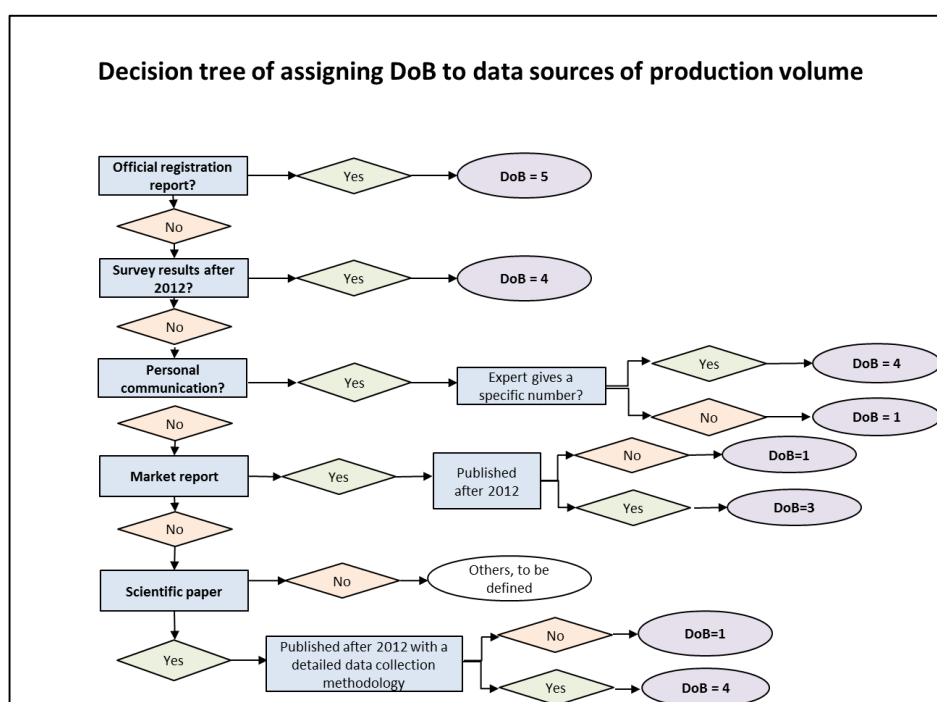 Decision tree of assigning DoB to data sources of production volume
Official registration
report?
Yes
DoB = 5
No
Survey results after
2012?
Yes
DoB = 4
No
Personal
communication?
Yes
Expert gives a
specific number?
Yes
DoB = 4
No
DoB = 1
No
Market report
Yes
Published
after 2012
No
DoB=1
Yes
DoB=3
No
Scientific paper
No
Others, to be
defined
Yes
Published after 2012 with a
detailed data collection
methodology
No
DoB=1
Yes
DoB = 4